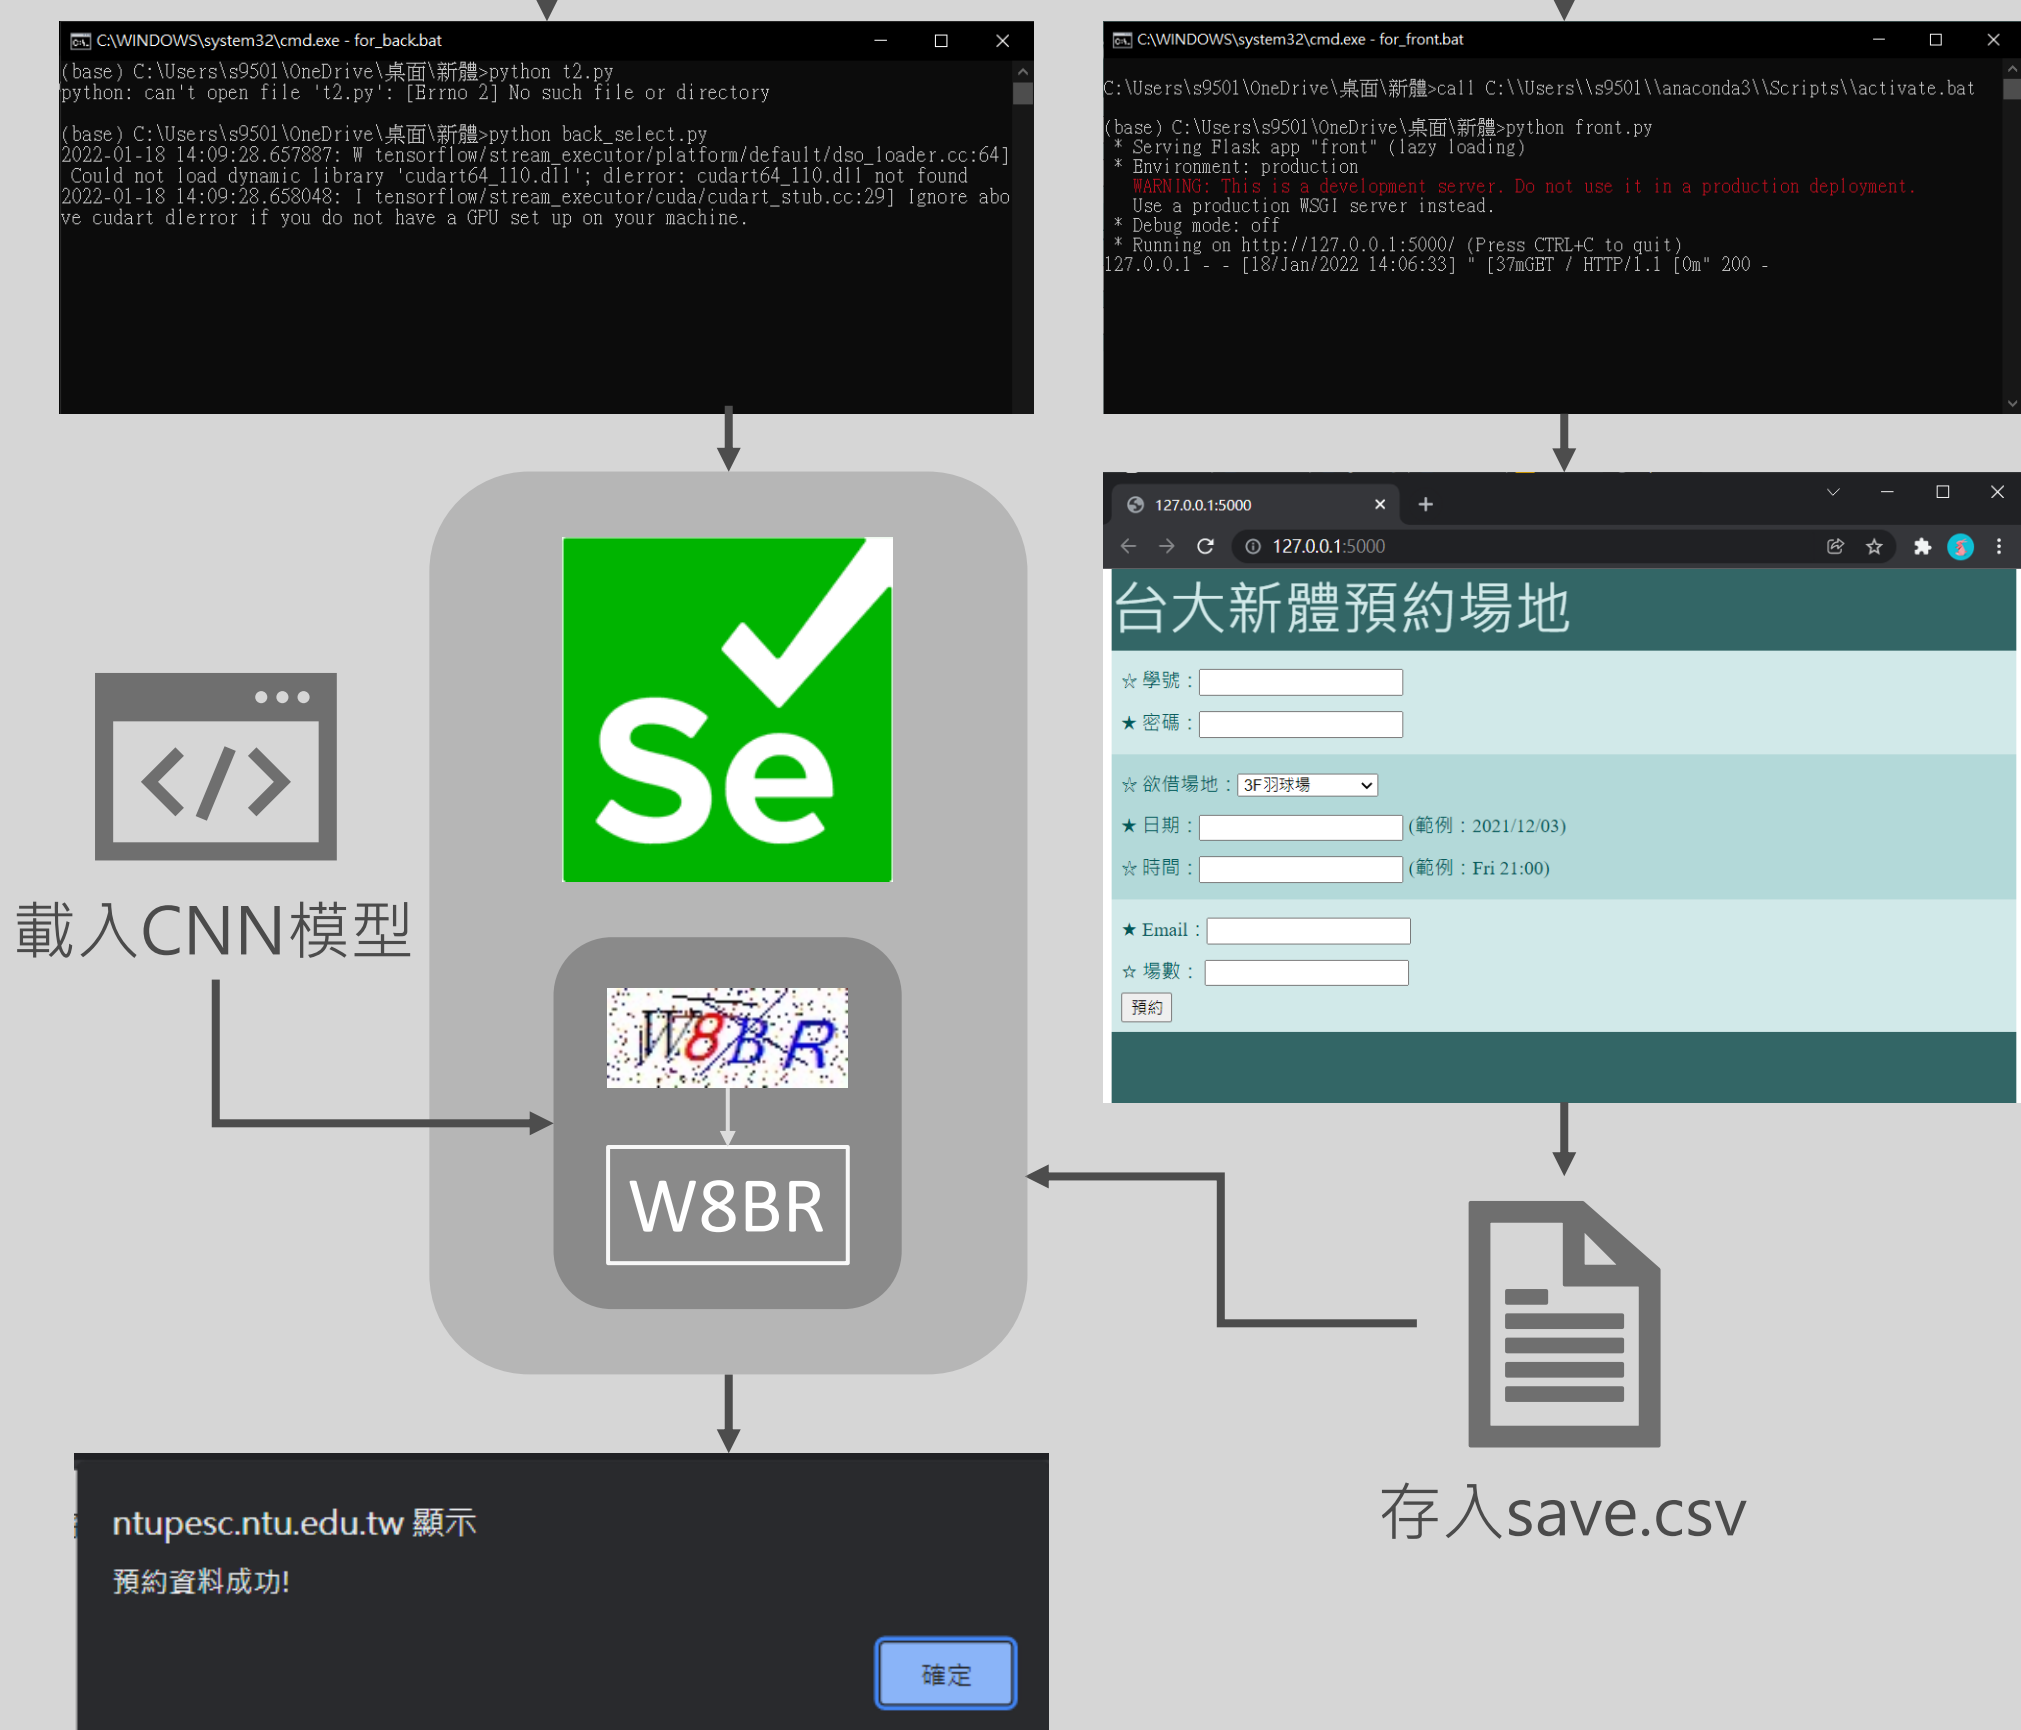 C:\WINDOWS\system32\cmd.exe - for_back.bat
(base) C:\Users\s9501\OneDrive\桌面\新體>python t2.py
python: can't open file 't2.py': [Errno 2] No such file or directory
(base) C:\Users\s9501\OneDrive\桌面\新體>python back_select.py
2022-01-18 14:09:28.657887: W tensorflow/stream_executor/platform/default/dso_loader.cc:64]
Could not load dynamic library 'cudart64_110.dll'; dlerror: cudart64_110.dll not found
2022-01-18 14:09:28.658048: I tensorflow/stream_executor/cuda/cudart_stub.cc:29] Ignore abo
ve cudart dlerror if you do not have a GPU set up on your machine.
C:\WINDOWS\system32\cmd.exe - for_front.bat
C:\Users\s9501\OneDrive\桌面\新體>call C:\\Users\\s9501\\anaconda3\\Scripts\\activate.bat
(base) C:\Users\s9501\OneDrive\桌面\新體>python front.py
* Serving Flask app "front" (lazy loading)
* Environment: production
WARNING: This is a development server. Do not use it in a production deployment.
Use a production WSGI server instead.
* Debug mode: off
* Running on http://127.0.0.1:5000/ (Press CTRL+C to quit)
127.0.0.1 - - [18/Jan/2022 14:06:33] " [37mGET / HTTP/1.1 [0m" 200 -
Se
載入CNN模型
W8BR
W8BR
127.0.0.1:5000
127.0.0.1:5000
台大新體預約場地
☆ 學號：
★ 密碼：
☆ 欲借場地：3F羽球場
★ 日期： (範例：2021/12/03)
☆ 時間： (範例：Fri 21:00)
★ Email：
☆ 場數：
預約
存入save.csv
ntupesc.ntu.edu.tw 顯示
預約資料成功!
確定